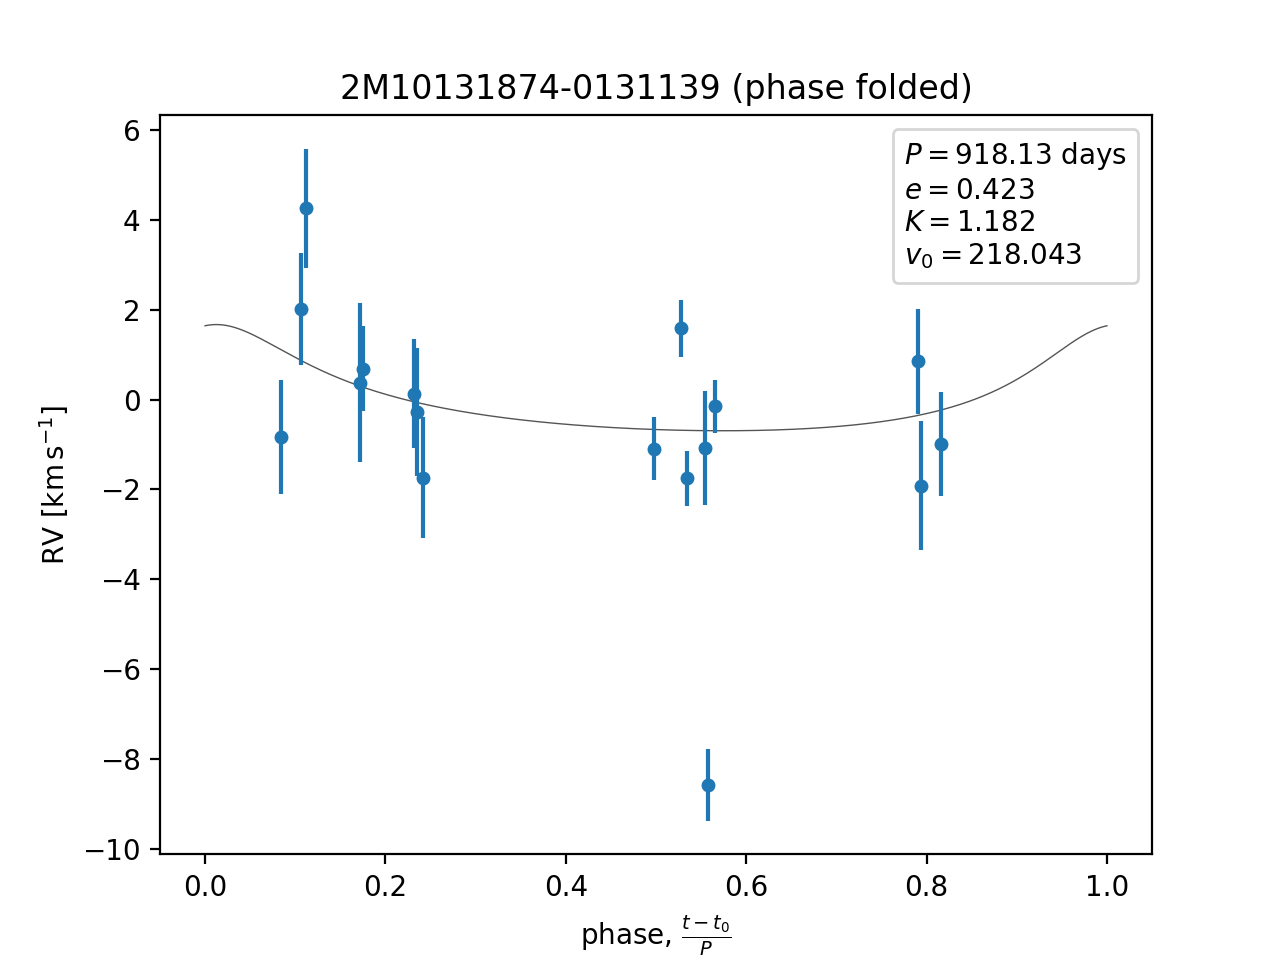 2M10131874-0131139 (phase folded)
P = 918.13 days
e = 0.423
K = 1.182
v₀ = 218.043
RV [km s⁻¹]
6
4
2
0
−2
−4
−6
−8
−10
0.0 0.2 0.4 0.6 0.8 1.0
phase, (t − t₀)/P